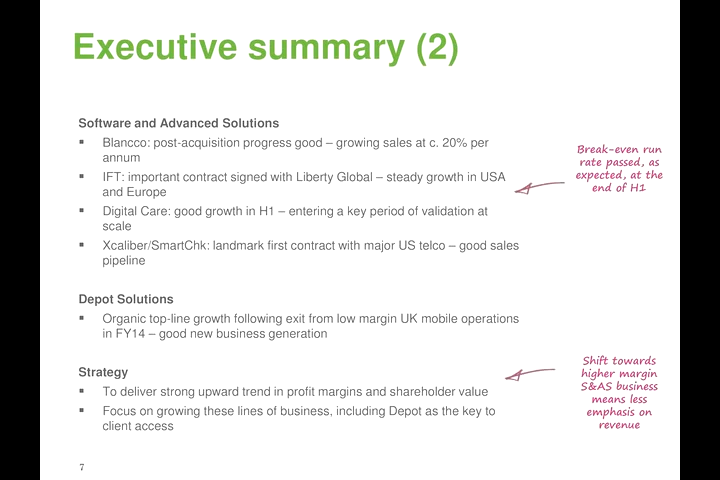 Executive summary (2)
Software and Advanced Solutions
▪ Blancco: post-acquisition progress good – growing sales at c. 20% per
annum
▪ IFT: important contract signed with Liberty Global – steady growth in USA
and Europe
▪ Digital Care: good growth in H1 – entering a key period of validation at
scale
▪ Xcaliber/SmartChk: landmark first contract with major US telco – good sales
pipeline
Break-even run
rate passed, as
expected, at the
end of H1
Depot Solutions
▪ Organic top-line growth following exit from low margin UK mobile operations
in FY14 – good new business generation
Strategy
▪ To deliver strong upward trend in profit margins and shareholder value
▪ Focus on growing these lines of business, including Depot as the key to
client access
Shift towards
higher margin
S&AS business
means less
emphasis on
revenue
7